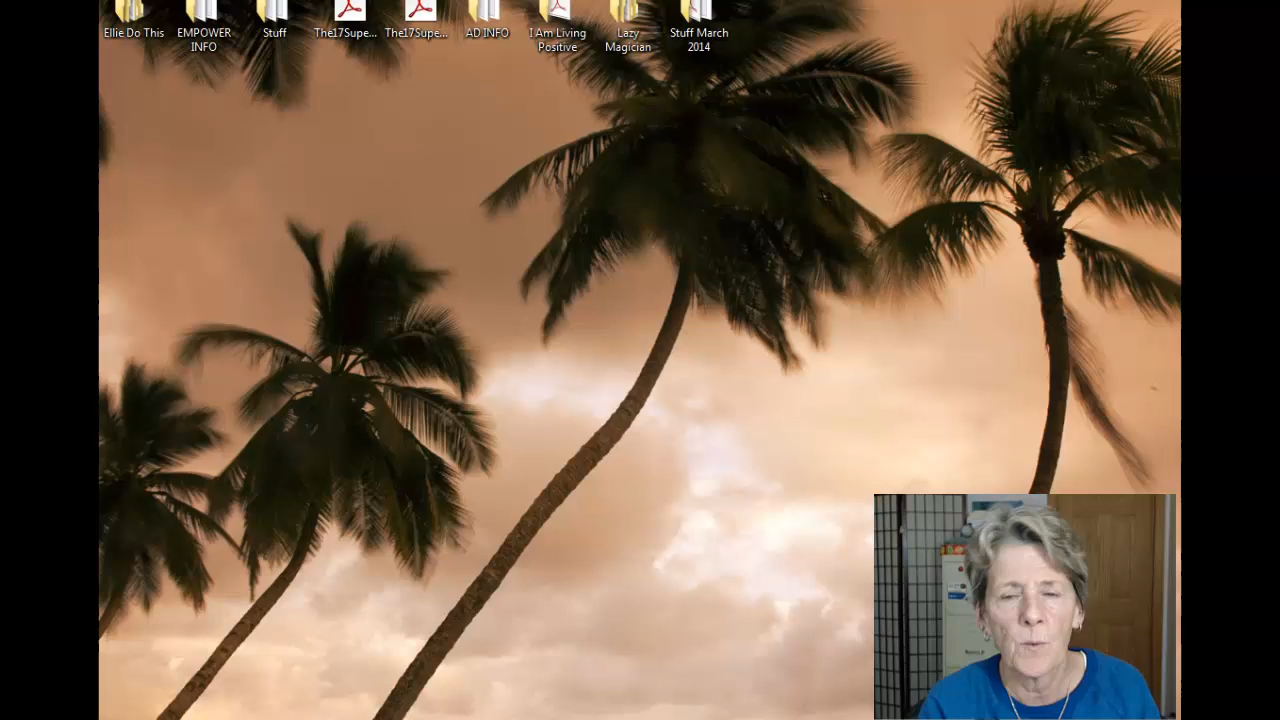 Ellie Do This
EMPOWER
INFO
Stuff
The17Supe...
The17Supe...
AD INFO
I Am Living
Positive
Lazy
Magician
Stuff March
2014